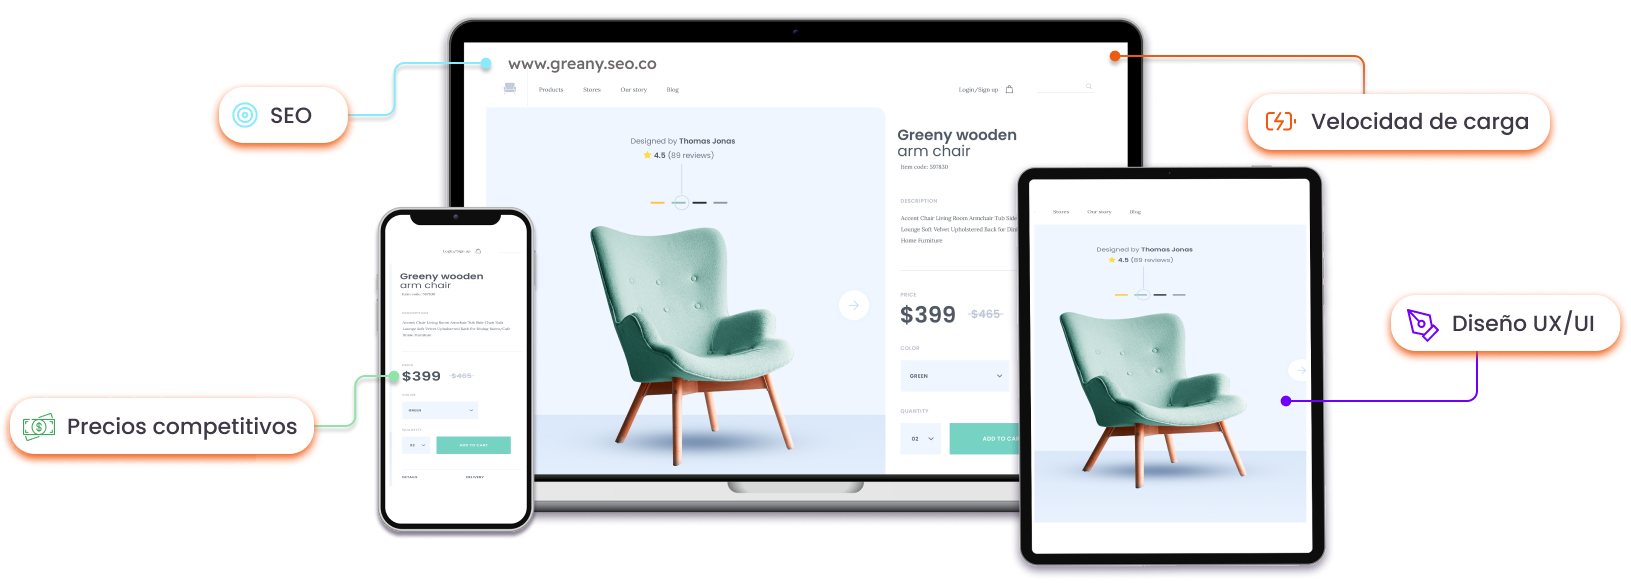 SEO
www.greany.seo.co
Products Stores Our story Blog
Login/Sign up
Designed by Thomas Jonas
4.5 (89 reviews)
Greeny wooden
arm chair
Item code: 597830
DESCRIPTION
Accent Chair Living Room Armchair Tub Side
Lounge Soft Velvet Upholstered Back for Dini
Home Furniture
PRICE
$399 $465
COLOR
GREEN
QUANTITY
02 ADD TO CAR
Velocidad de carga
Login/Sign up
Greeny wooden
arm chair
Item code: 597830
DESCRIPTION
Accent Chair Living Room Armchair Tub Side Chair Sofa
Lounge Soft Velvet Upholstered Back for Dining Room/Cafe
Home Furniture
PRICE
$399 $465
COLOR
GREEN
QUANTITY
02 ADD TO CART
DETAILS DELIVERY
Precios competitivos
Stores Our story Blog
Designed by Thomas Jonas
4.5 (89 reviews)
Diseño UX/UI